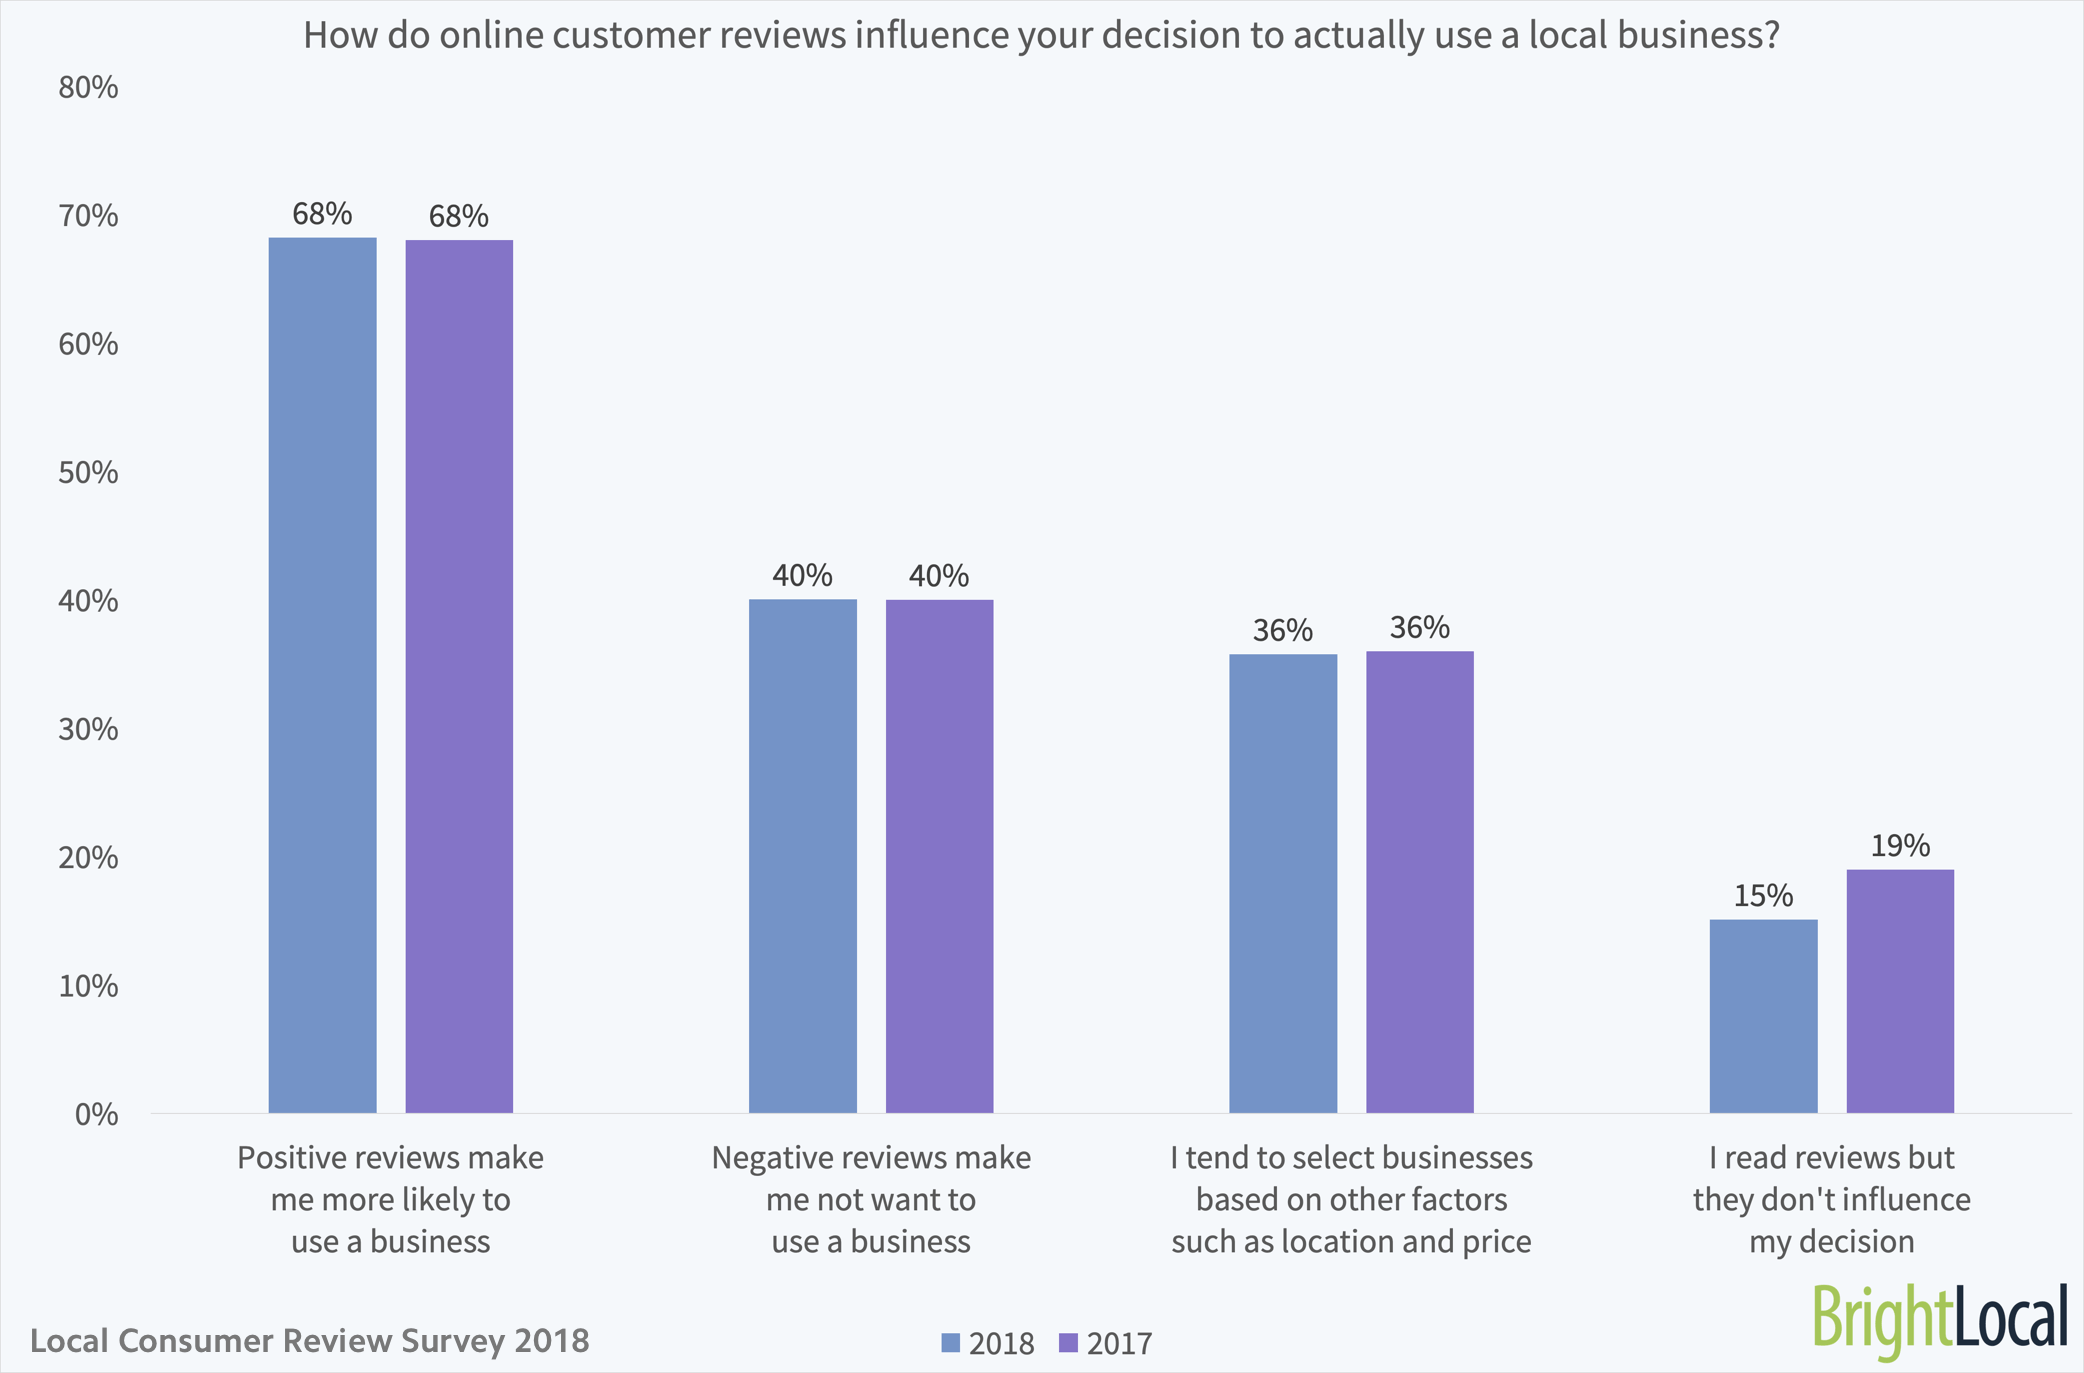 How do online customer reviews influence your decision to actually use a local business?
80%
70%
60%
50%
40%
30%
20%
10%
0%
68%
68%
40%
40%
36%
36%
15%
19%
Positive reviews make
me more likely to
use a business
Negative reviews make
me not want to
use a business
I tend to select businesses
based on other factors
such as location and price
I read reviews but
they don't influence
my decision
Local Consumer Review Survey 2018
2018
2017
BrightLocal